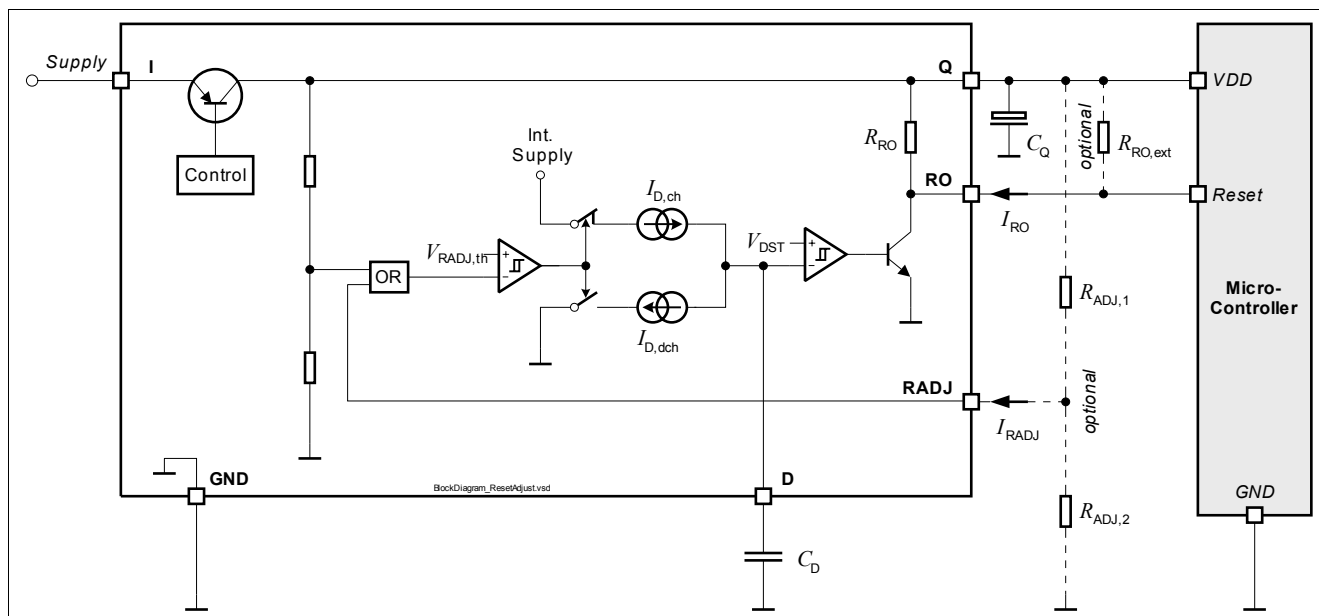 Supply
I
Q
VDD
Control
Int.
Supply
R_RO
C_Q
optional
R_RO,ext
RO
I_RO
Reset
I_D,ch
V_RADJ,th
+
−
OR
V_DST
+
−
I_D,dch
R_ADJ,1
Micro-
Controller
RADJ
I_RADJ
optional
GND
BlockDiagram_ResetAdjust.vsd
D
C_D
R_ADJ,2
GND